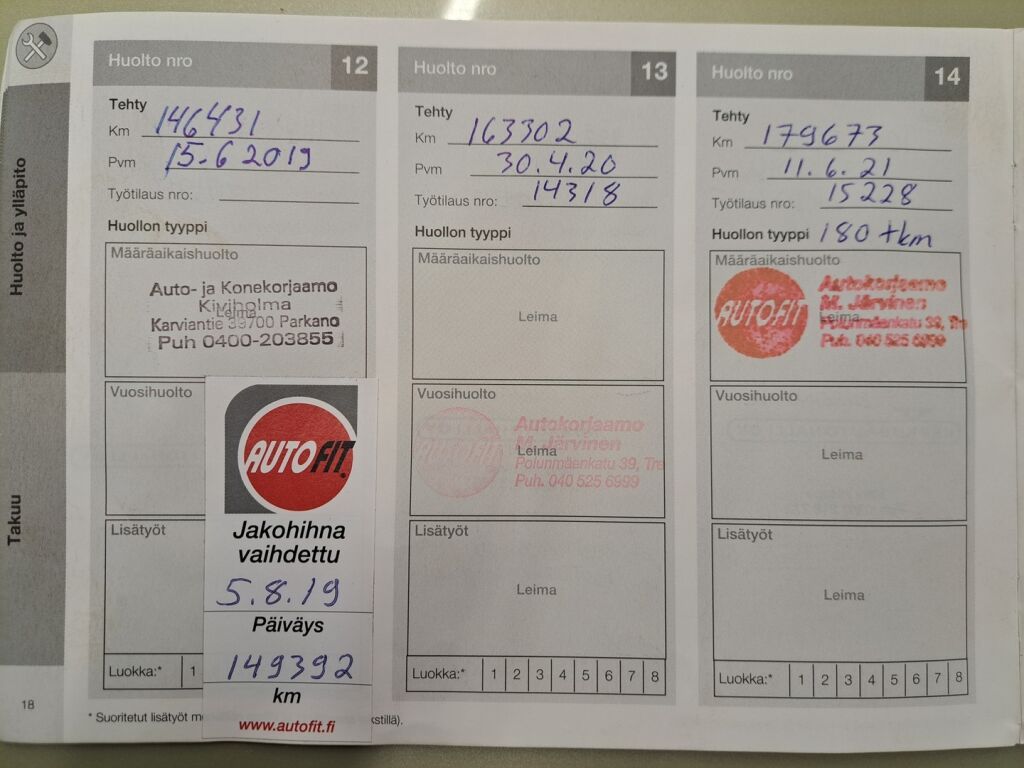 Huolto ja ylläpito
Takuu
18
Huolto nro 12
Tehty
Km 146431
Pvm 15.6 2019
Työtilaus nro:
Huollon tyyppi
Määräaikaishuolto
Auto- ja Konekorjaamo
Kiviholma
Leima
Karviantie 39700 Parkano
Puh 0400-203855
Vuosihuolto
Lisätyöt
Luokka:* 1
AUTOFIT
Jakohihna
vaihdettu
5.8.19
Päiväys
149392
km
www.autofit.fi
* Suoritetut lisätyöt
Huolto nro 13
Tehty
Km 163302
Pvm 30.4.20
Työtilaus nro: 14318
Huollon tyyppi
Määräaikaishuolto
Leima
Vuosihuolto
AUTOFIT
Autokorjaamo
M. Järvinen
Leima
Polunmäenkatu 39, Tre
Puh. 040 525 6999
Lisätyöt
Leima
Luokka:* 1 2 3 4 5 6 7 8
Huolto nro 14
Tehty
Km 179673
Pvm 11.6.21
Työtilaus nro: 15228
Huollon tyyppi 180 tkm
Määräaikaishuolto
AUTOFIT
Autokorjaamo
M. Järvinen
Leima
Polunmäenkatu 39, Tre
Puh. 040 525 6999
Vuosihuolto
Leima
Lisätyöt
Leima
Luokka:* 1 2 3 4 5 6 7 8